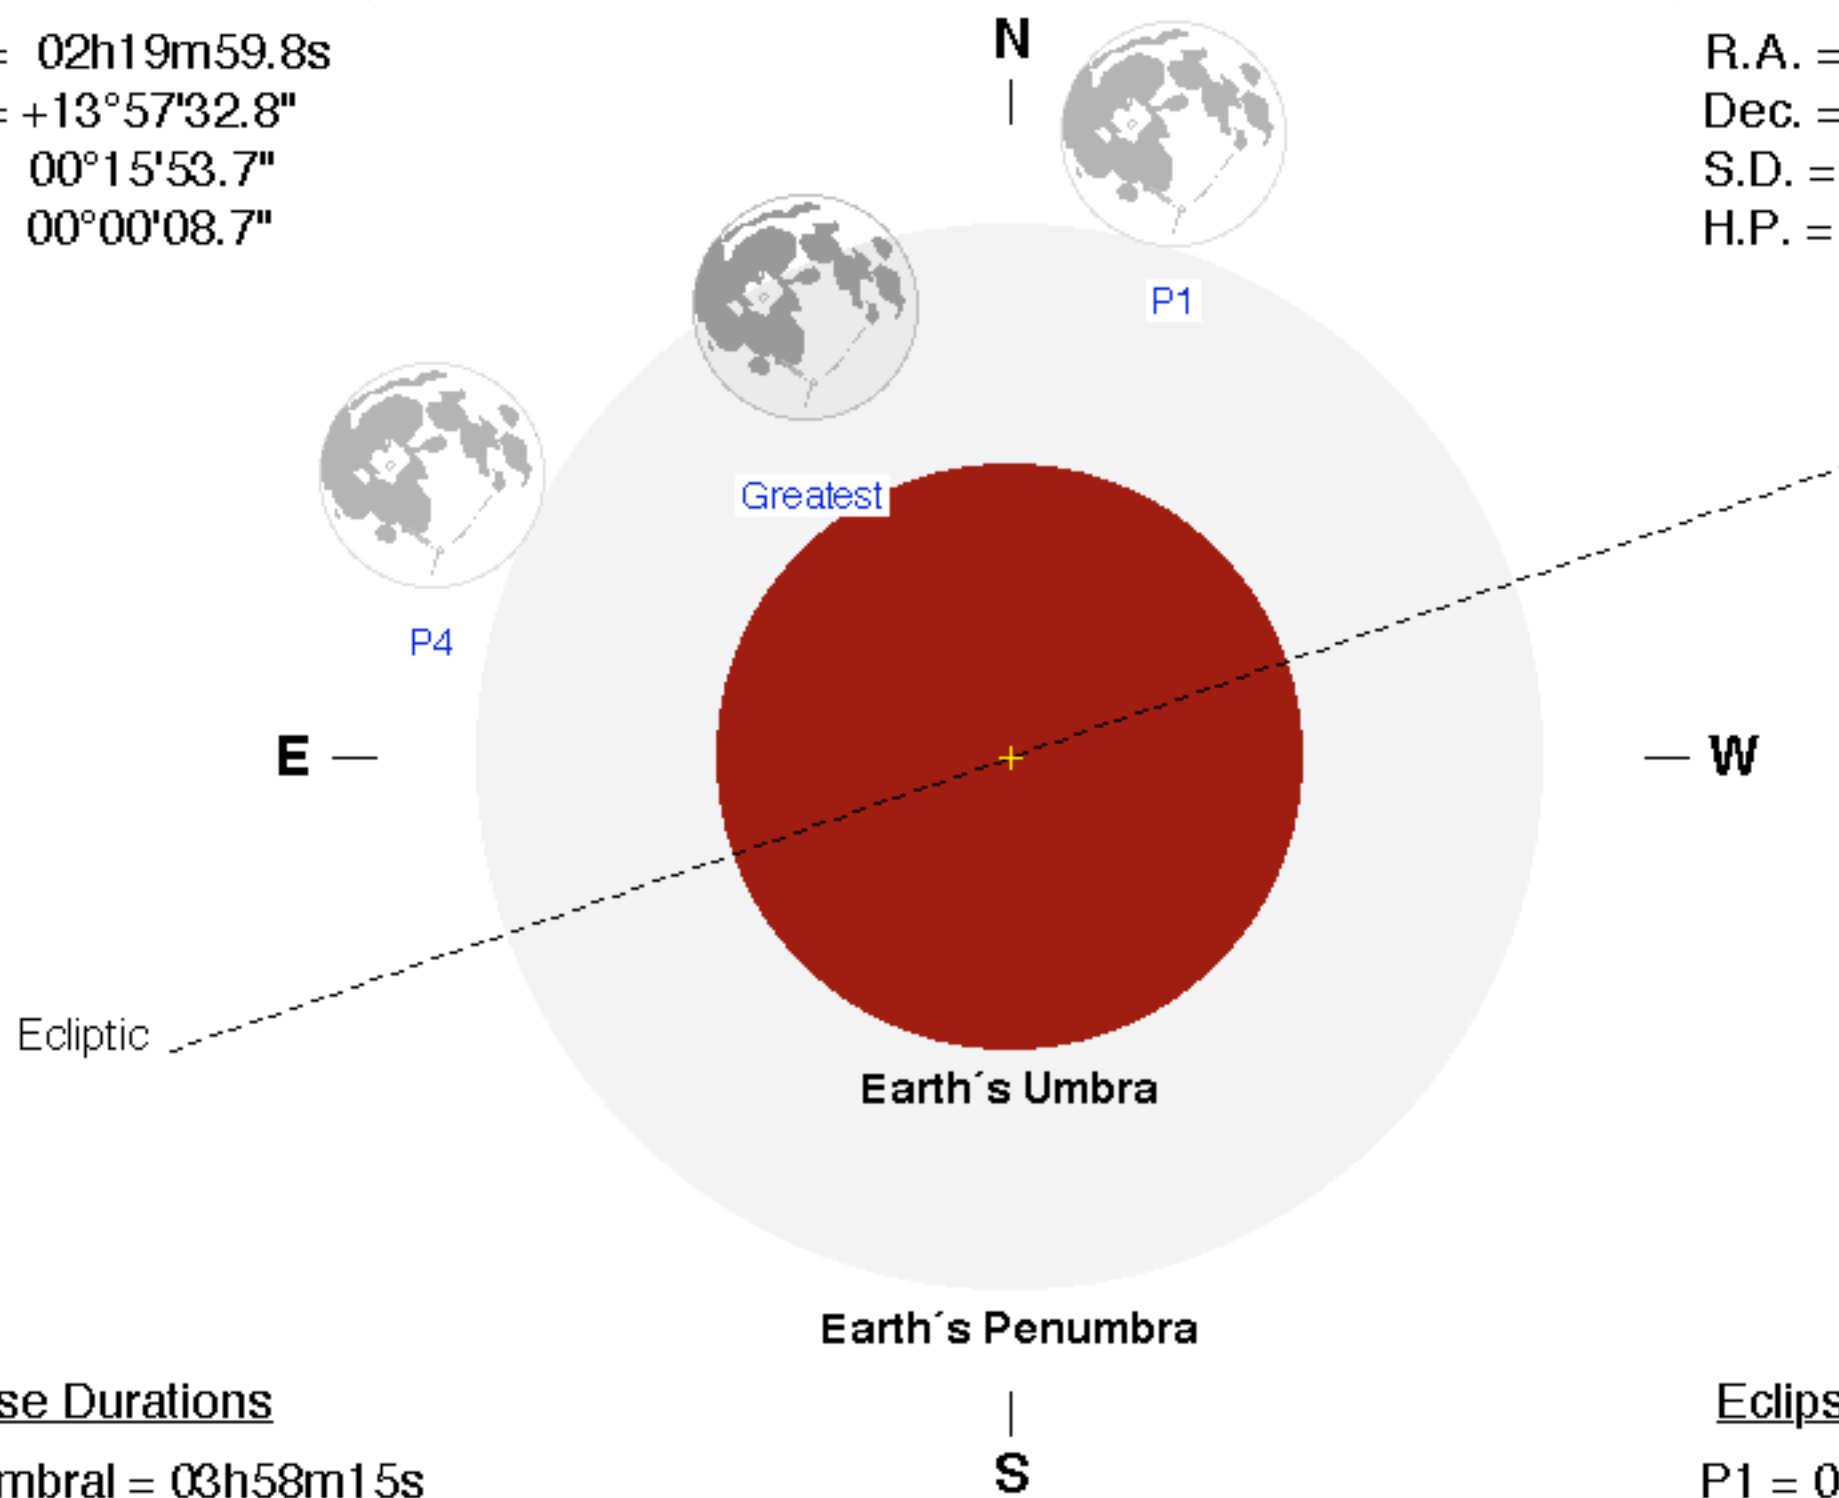 = 02h19m59.8s
= +13°57'32.8"
00°15'53.7"
00°00'08.7"
N
R.A. =
Dec. =
S.D. =
H.P. =
P1
Greatest
P4
E
W
Ecliptic
Earth´s Umbra
Earth´s Penumbra
S
se Durations
mbral = 03h58m15s
Eclips
P1 = 0